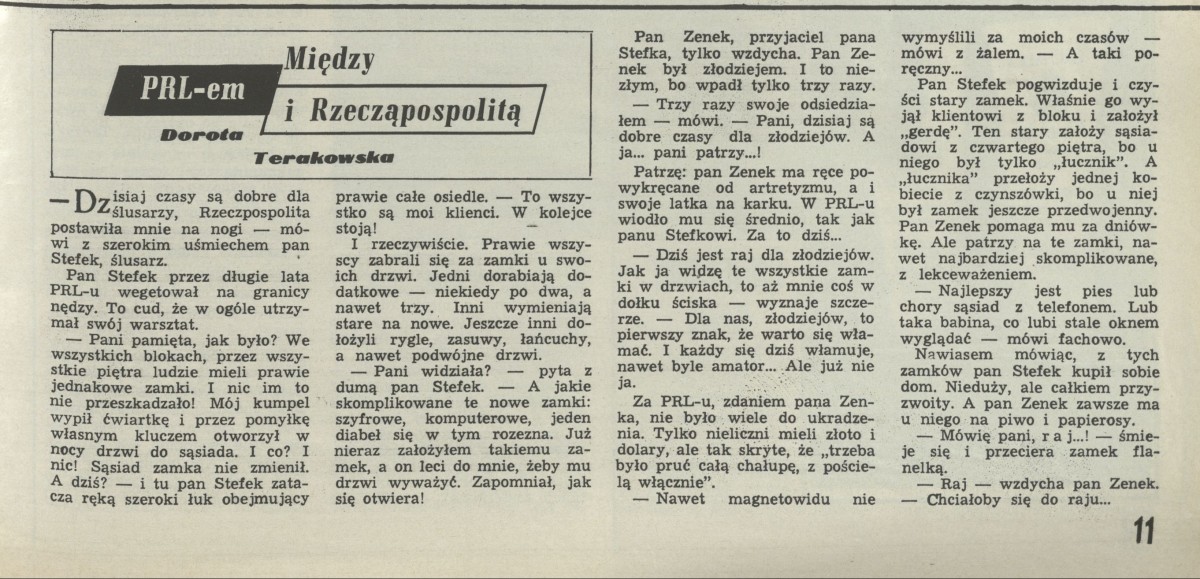 Między
PRL-em
i Rzecząpospolitą
Dorota
Terakowska
— Dzisiaj czasy są dobre dla
ślusarzy, Rzeczpospolita
postawiła mnie na nogi — mó-
wi z szerokim uśmiechem pan
Stefek, ślusarz.
Pan Stefek przez długie lata
PRL-u wegetował na granicy
nędzy. To cud, że w ogóle utrzy-
mał swój warsztat.
— Pani pamięta, jak było? We
wszystkich blokach, przez wszy-
stkie piętra ludzie mieli prawie
jednakowe zamki. I nic im to
nie przeszkadzało! Mój kumpel
wypił ćwiartkę i przez pomyłkę
własnym kluczem otworzył w
nocy drzwi do sąsiada. I co? I
nic! Sąsiad zamka nie zmienił.
A dziś? — i tu pan Stefek zata-
cza ręką szeroki łuk obejmujący
prawie całe osiedle. — To wszy-
stko są moi klienci. W kolejce
stoją!
I rzeczywiście. Prawie wszy-
scy zabrali się za zamki u swo-
ich drzwi. Jedni dorabiają do-
datkowe — niekiedy po dwa, a
nawet trzy. Inni wymieniają
stare na nowe. Jeszcze inni do-
łożyli rygle, zasuwy, łańcuchy,
a nawet podwójne drzwi.
— Pani widziała? — pyta z
dumą pan Stefek. — A jakie
skomplikowane te nowe zamki:
szyfrowe, komputerowe, jeden
diabeł się w tym rozezna. Już
nieraz założyłem takiemu za-
mek, a on leci do mnie, żeby mu
drzwi wyważyć. Zapomniał, jak
się otwiera!
Pan Zenek, przyjaciel pana
Stefka, tylko wzdycha. Pan Ze-
nek był złodziejem. I to nie-
złym, bo wpadł tylko trzy razy.
— Trzy razy swoje odsiedzia-
łem — mówi. — Pani, dzisiaj są
dobre czasy dla złodziejów. A
ja... pani patrzy...!
Patrzę: pan Zenek ma ręce po-
wykręcane od artretyzmu, a i
swoje latka na karku. W PRL-u
wiodło mu się średnio, tak jak
panu Stefkowi. Za to dziś...
— Dziś jest raj dla złodziejów.
Jak ja widzę te wszystkie zam-
ki w drzwiach, to aż mnie coś w
dołku ściska — wyznaje szcze-
rze. — Dla nas, złodziejów, to
pierwszy znak, że warto się wła-
mać. I każdy się dziś włamuje,
nawet byle amator... Ale już nie
ja.
Za PRL-u, zdaniem pana Zen-
ka, nie było wiele do ukradze-
nia. Tylko nieliczni mieli złoto i
dolary, ale tak skryte, że „trzeba
było pruć całą chałupę, z poście-
lą włącznie".
— Nawet magnetowidu nie
wymyślili za moich czasów —
mówi z żalem. — A taki po-
ręczny...
Pan Stefek pogwizduje i czy-
ści stary zamek. Właśnie go wy-
jął klientowi z bloku i założył
„gerdę". Ten stary założy sąsia-
dowi z czwartego piętra, bo u
niego był tylko „łucznik". A
„łucznika" przełoży jednej ko-
biecie z czynszówki, bo u niej
był zamek jeszcze przedwojenny.
Pan Zenek pomaga mu za dniów-
kę. Ale patrzy na te zamki, na-
wet najbardziej skomplikowane,
z lekceważeniem.
— Najlepszy jest pies lub
chory sąsiad z telefonem. Lub
taka babina, co lubi stale oknem
wyglądać — mówi fachowo.
Nawiasem mówiąc, z tych
zamków pan Stefek kupił sobie
dom. Nieduży, ale całkiem przy-
zwoity. A pan Zenek zawsze ma
u niego na piwo i papierosy.
— Mówię pani, r a j...! — śmie-
je się i przeciera zamek fla-
nelką.
— Raj — wzdycha pan Zenek.
— Chciałoby się do raju...
11